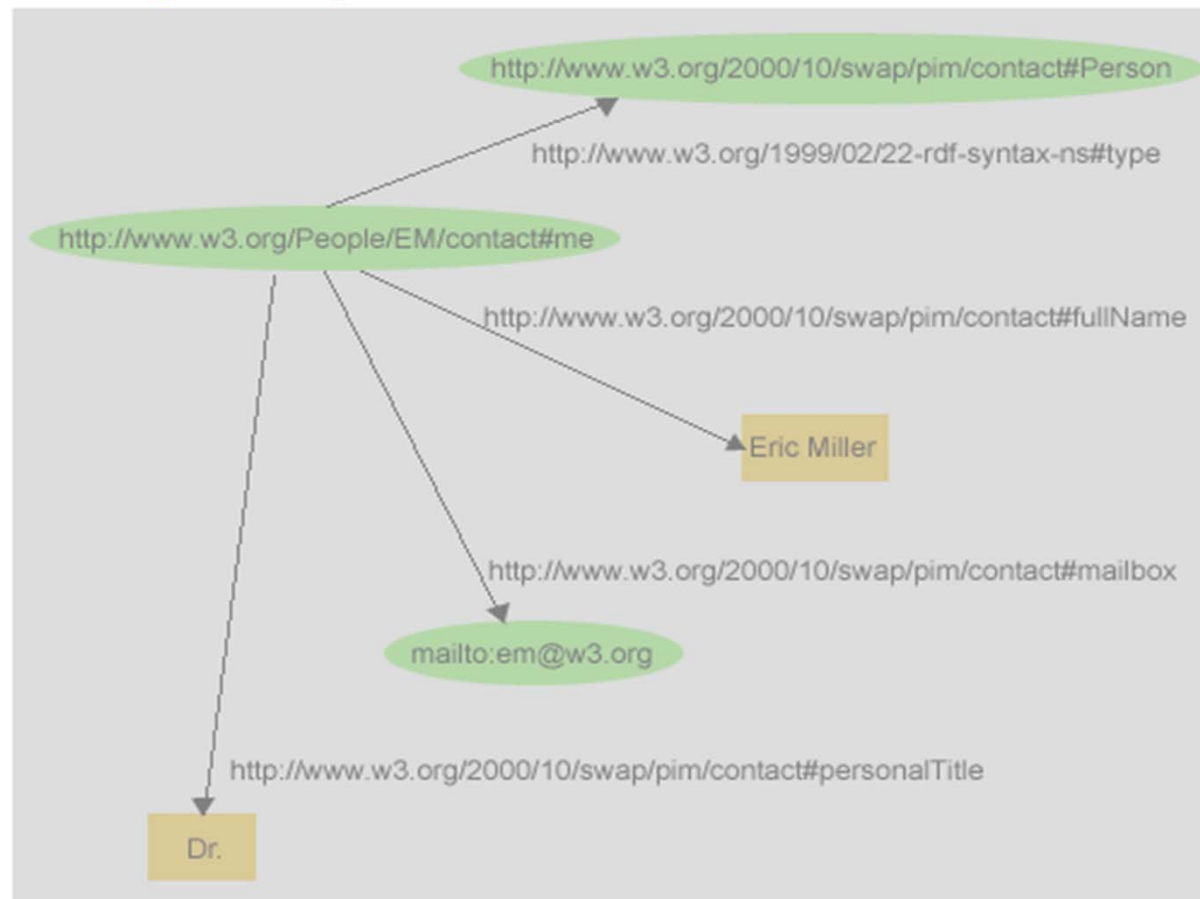 http://www.w3.org/2000/10/swap/pim/contact#Person
http://www.w3.org/1999/02/22-rdf-syntax-ns#type
http://www.w3.org/People/EM/contact#me
http://www.w3.org/2000/10/swap/pim/contact#fullName
Eric Miller
http://www.w3.org/2000/10/swap/pim/contact#mailbox
mailto:em@w3.org
http://www.w3.org/2000/10/swap/pim/contact#personalTitle
Dr.